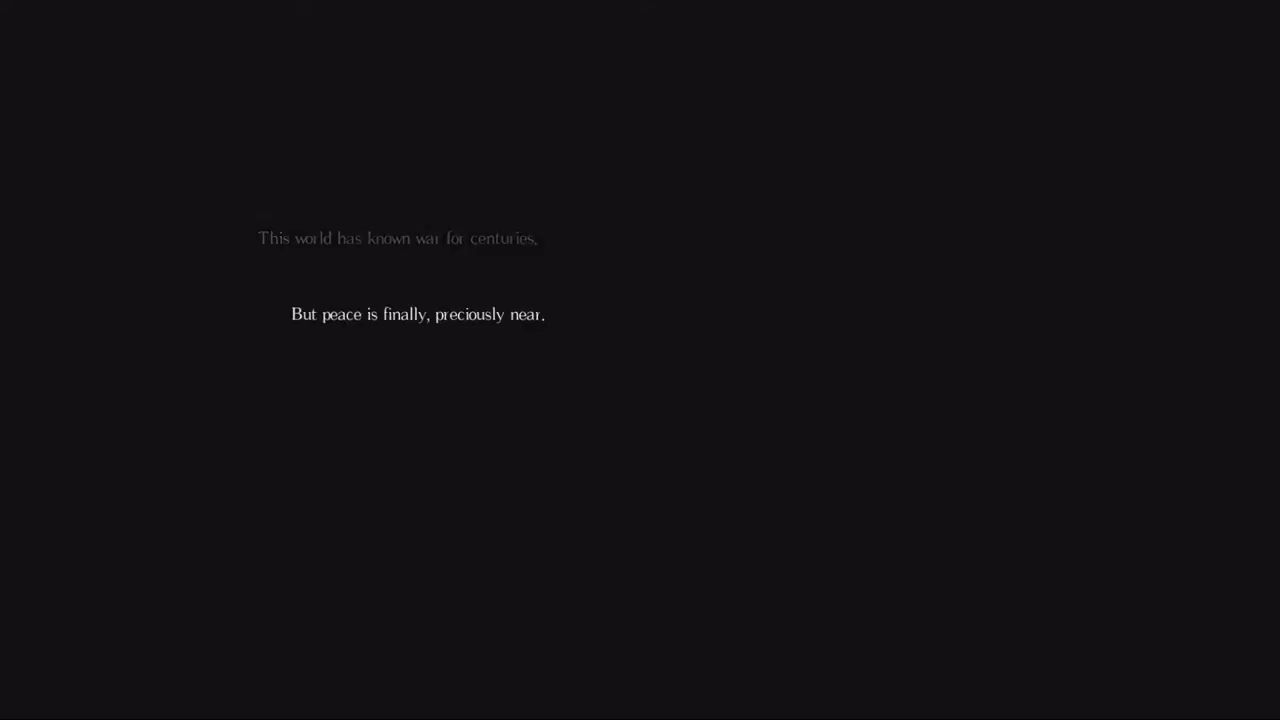 This world has known war for centuries.
But peace is finally, preciously near.